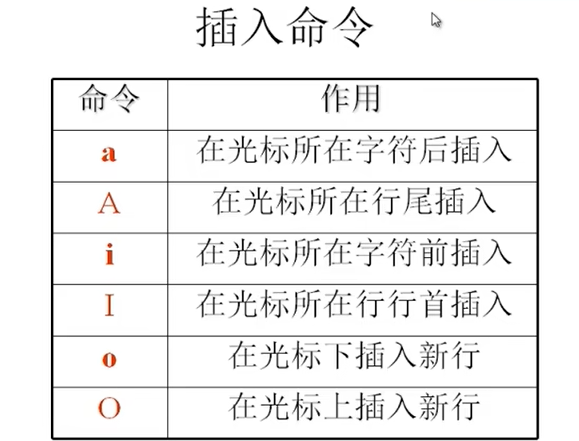 插入命令
命令 作用
a 在光标所在字符后插入
A 在光标所在行尾插入
i 在光标所在字符前插入
I 在光标所在行行首插入
o 在光标下插入新行
O 在光标上插入新行